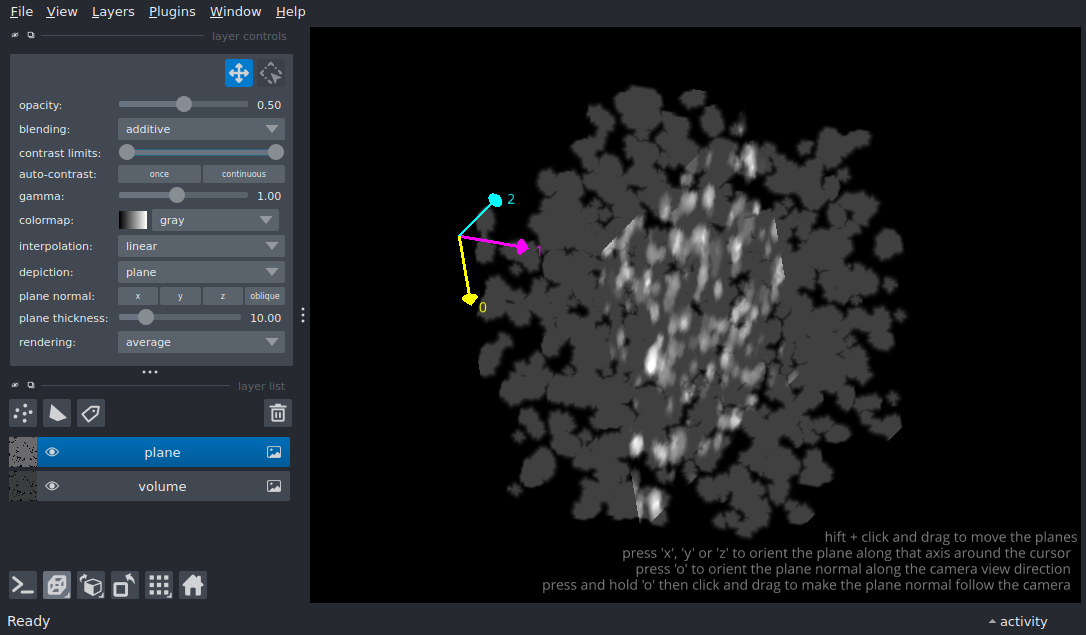 File View Layers Plugins Window Help
layer controls
opacity: 0.50
blending: additive
contrast limits:
auto-contrast: once continuous
gamma: 1.00
colormap: gray
interpolation: linear
depiction: plane
plane normal: x y z oblique
plane thickness: 10.00
rendering: average
layer list
plane
volume
2
1
0
hift + click and drag to move the planes
press 'x', 'y' or 'z' to orient the plane along that axis around the cursor
press 'o' to orient the plane normal along the camera view direction
press and hold 'o' then click and drag to make the plane normal follow the camera
Ready
activity